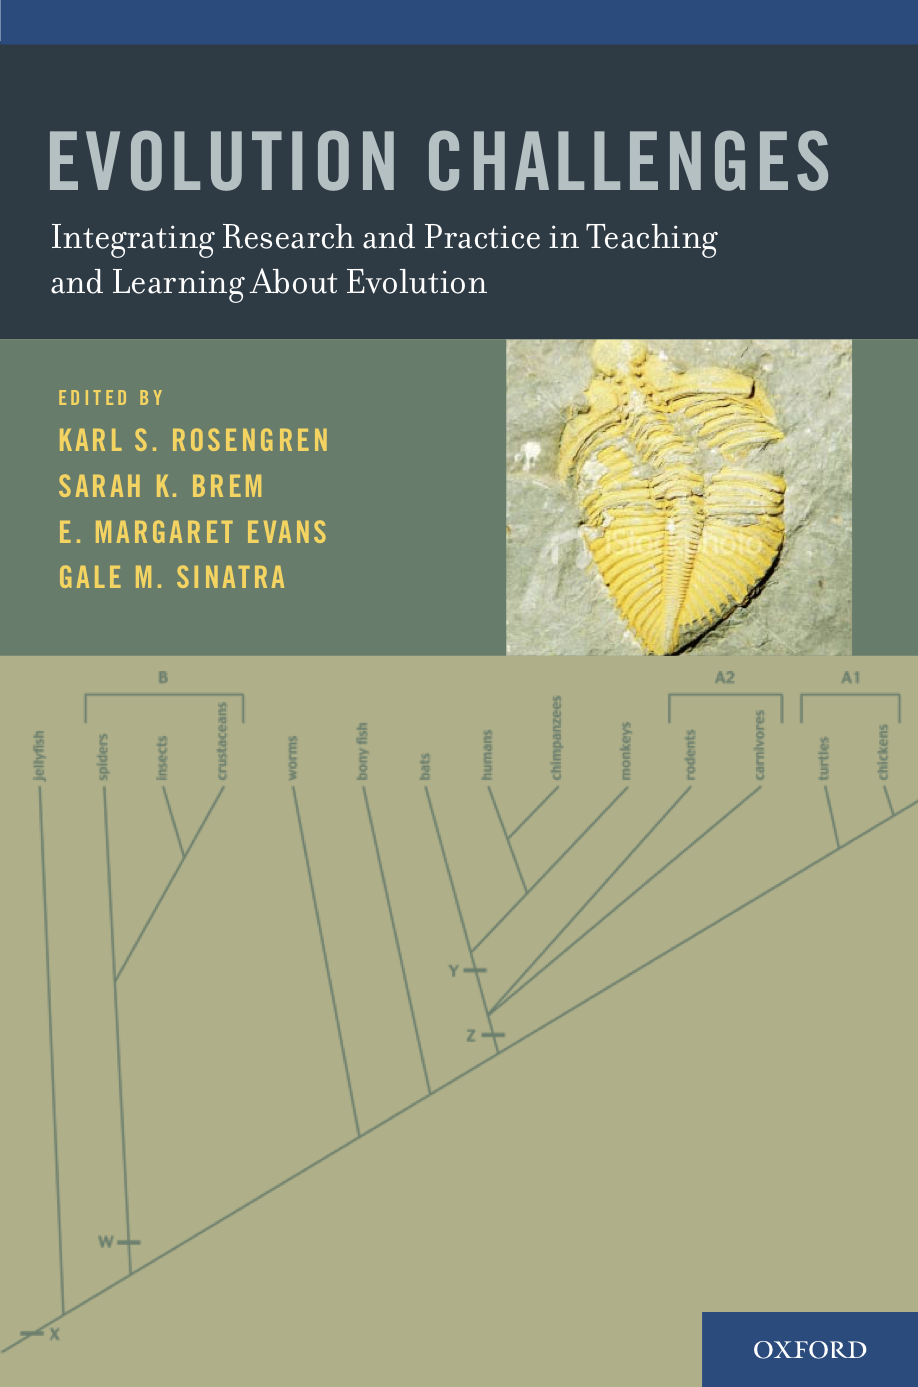 EVOLUTION CHALLENGES
Integrating Research and Practice in Teaching
and Learning About Evolution
EDITED BY
KARL S. ROSENGREN
SARAH K. BREM
E. MARGARET EVANS
GALE M. SINATRA
iStockphoto
B
A2
A1
jellyfish
spiders
insects
crustaceans
worms
bony fish
bats
humans
chimpanzees
monkeys
rodents
carnivores
turtles
chickens
Y
Z
W
X
OXFORD